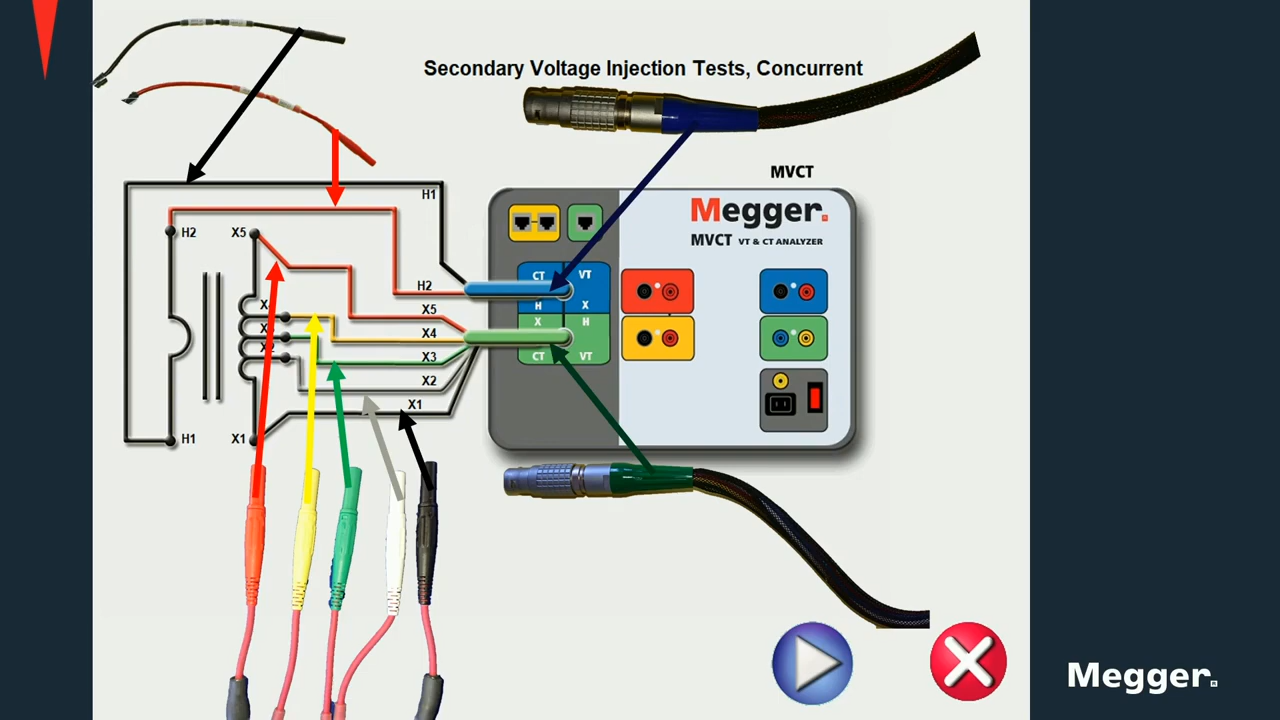 Secondary Voltage Injection Tests, Concurrent
MVCT
Megger.
MVCT VT & CT ANALYZER
H1
H2
X5
H2
X5
X4
X3
X2
X1
H1
X1
CT VT
H X
X H
CT VT
Megger.